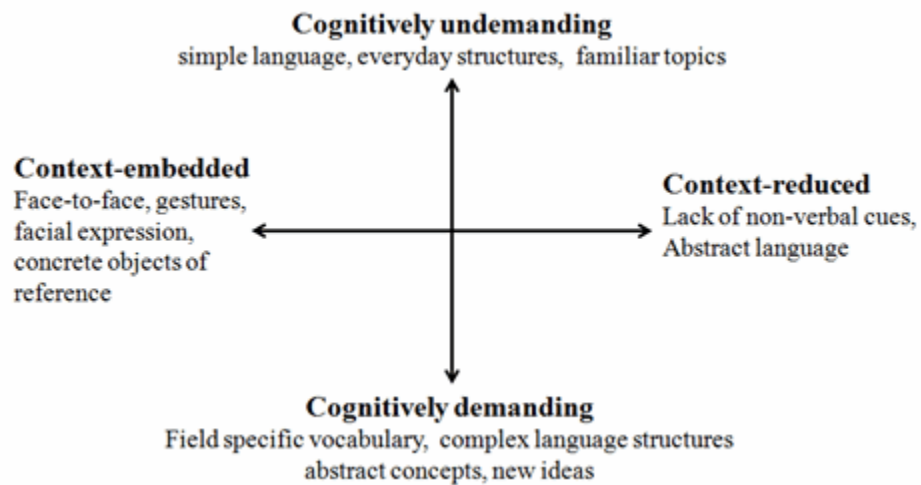 Cognitively undemanding
simple language, everyday structures, familiar topics
Context-embedded
Face-to-face, gestures,
facial expression,
concrete objects of
reference
Context-reduced
Lack of non-verbal cues,
Abstract language
Cognitively demanding
Field specific vocabulary, complex language structures
abstract concepts, new ideas